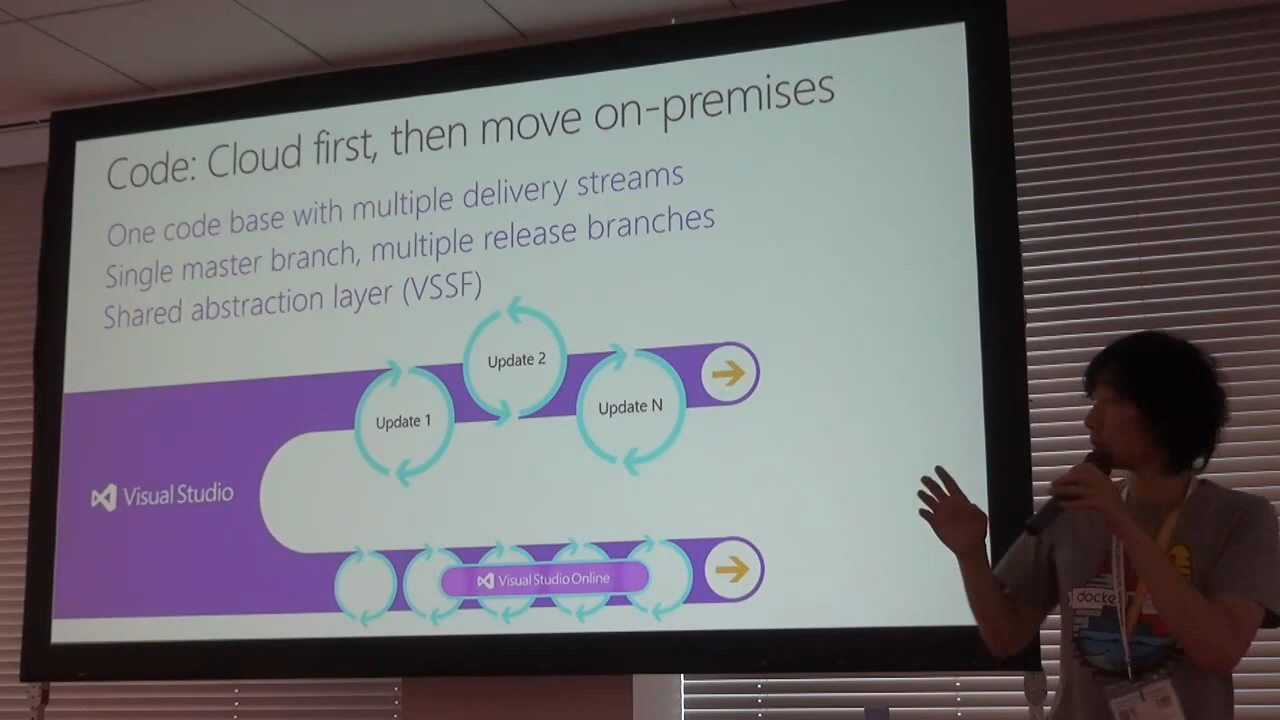 Code: Cloud first, then move on-premises
One code base with multiple delivery streams
Single master branch, multiple release branches
Shared abstraction layer (VSSF)
Update 1
Update 2
Update N
Visual Studio
Visual Studio Online
docke